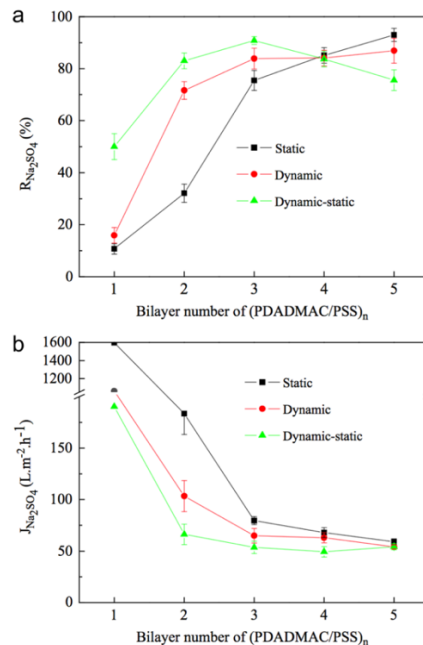 a
100
80
60
40
20
0
R_Na2SO4 (%)
Static
Dynamic
Dynamic-static
1 2 3 4 5
Bilayer number of (PDADMAC/PSS)n
b
1600
1400
1200
150
100
50
0
J_Na2SO4 (L.m-2.h-1)
Static
Dynamic
Dynamic-static
1 2 3 4 5
Bilayer number of (PDADMAC/PSS)n